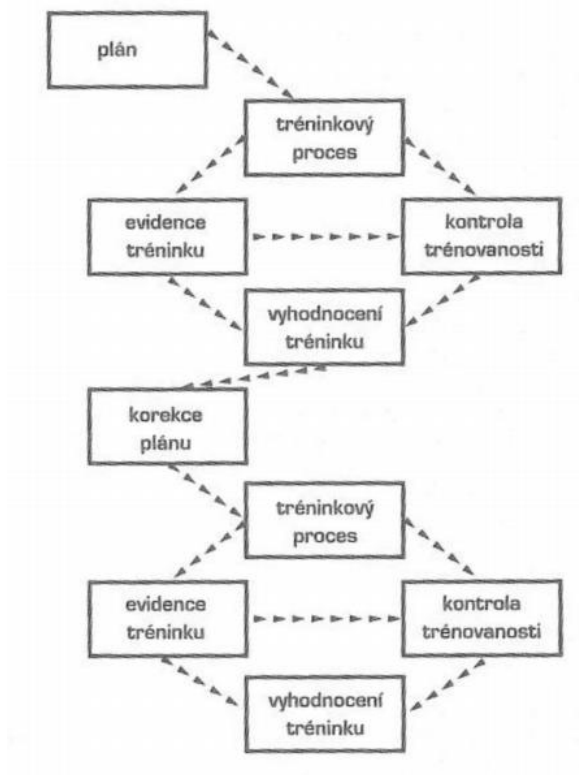 plán
tréninkový
proces
evidence
tréninku
kontrola
trénovanosti
vyhodnocení
tréninku
korekce
plánu
tréninkový
proces
evidence
tréninku
kontrola
trénovanosti
vyhodnocení
tréninku